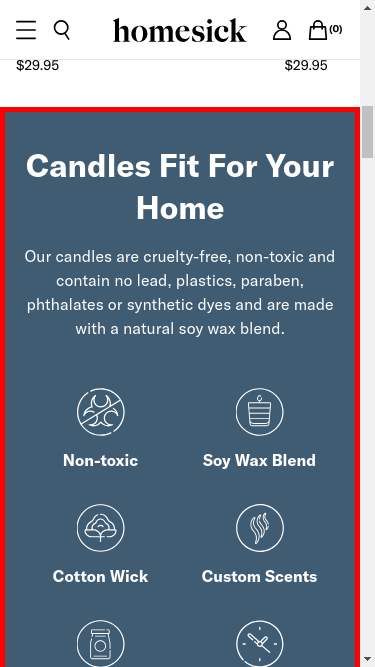 homesick
(0)
$29.95 $29.95
Candles Fit For Your
Home
Our candles are cruelty-free, non-toxic and
contain no lead, plastics, paraben,
phthalates or synthetic dyes and are made
with a natural soy wax blend.
Non-toxic Soy Wax Blend
Cotton Wick Custom Scents